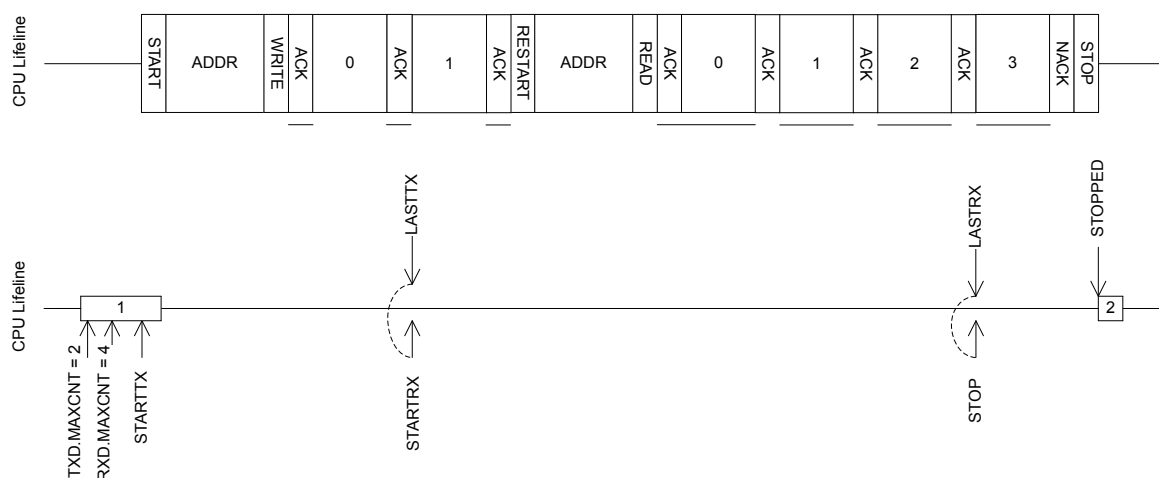 CPU Lifeline
START
ADDR
WRITE
ACK
0
ACK
1
ACK
RESTART
ADDR
READ
ACK
0
ACK
1
ACK
2
ACK
3
NACK
STOP
LASTTX
LASTRX
STOPPED
CPU Lifeline
1
2
TXD.MAXCNT = 2
RXD.MAXCNT = 4
STARTTX
STARTRX
STOP